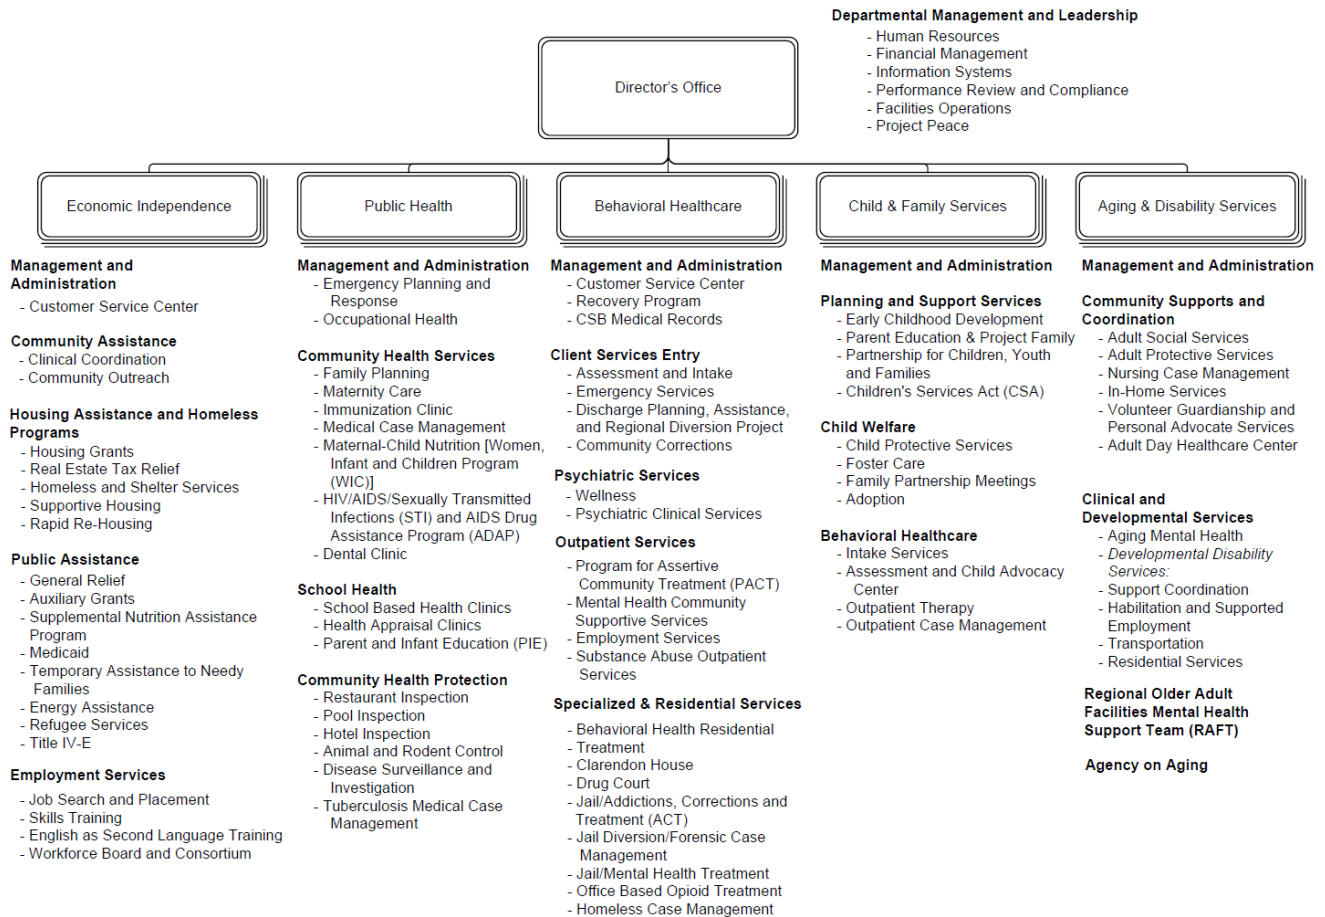 Departmental Management and Leadership
- Human Resources
- Financial Management
- Information Systems
- Performance Review and Compliance
- Facilities Operations
- Project Peace
Director's Office
Economic Independence
Public Health
Behavioral Healthcare
Child & Family Services
Aging & Disability Services
Management and
Administration
- Customer Service Center
Community Assistance
- Clinical Coordination
- Community Outreach
Housing Assistance and Homeless
Programs
- Housing Grants
- Real Estate Tax Relief
- Homeless and Shelter Services
- Supportive Housing
- Rapid Re-Housing
Public Assistance
- General Relief
- Auxiliary Grants
- Supplemental Nutrition Assistance
Program
- Medicaid
- Temporary Assistance to Needy
Families
- Energy Assistance
- Refugee Services
- Title IV-E
Employment Services
- Job Search and Placement
- Skills Training
- English as Second Language Training
- Workforce Board and Consortium
Management and Administration
- Emergency Planning and
Response
- Occupational Health
Community Health Services
- Family Planning
- Maternity Care
- Immunization Clinic
- Medical Case Management
- Maternal-Child Nutrition [Women,
Infant and Children Program
(WIC)]
- HIV/AIDS/Sexually Transmitted
Infections (STI) and AIDS Drug
Assistance Program (ADAP)
- Dental Clinic
School Health
- School Based Health Clinics
- Health Appraisal Clinics
- Parent and Infant Education (PIE)
Community Health Protection
- Restaurant Inspection
- Pool Inspection
- Hotel Inspection
- Animal and Rodent Control
- Disease Surveillance and
Investigation
- Tuberculosis Medical Case
Management
Management and Administration
- Customer Service Center
- Recovery Program
- CSB Medical Records
Client Services Entry
- Assessment and Intake
- Emergency Services
- Discharge Planning, Assistance,
and Regional Diversion Project
- Community Corrections
Psychiatric Services
- Wellness
- Psychiatric Clinical Services
Outpatient Services
- Program for Assertive
Community Treatment (PACT)
- Mental Health Community
Supportive Services
- Employment Services
- Substance Abuse Outpatient
Services
Specialized & Residential Services
- Behavioral Health Residential
- Treatment
- Clarendon House
- Drug Court
- Jail/Addictions, Corrections and
Treatment (ACT)
- Jail Diversion/Forensic Case
Management
- Jail/Mental Health Treatment
- Office Based Opioid Treatment
- Homeless Case Management
Management and Administration
Planning and Support Services
- Early Childhood Development
- Parent Education & Project Family
- Partnership for Children, Youth
and Families
- Children's Services Act (CSA)
Child Welfare
- Child Protective Services
- Foster Care
- Family Partnership Meetings
- Adoption
Behavioral Healthcare
- Intake Services
- Assessment and Child Advocacy
Center
- Outpatient Therapy
- Outpatient Case Management
Management and Administration
Community Supports and
Coordination
- Adult Social Services
- Adult Protective Services
- Nursing Case Management
- In-Home Services
- Volunteer Guardianship and
Personal Advocate Services
- Adult Day Healthcare Center
Clinical and
Developmental Services
- Aging Mental Health
- Developmental Disability
Services:
- Support Coordination
- Habilitation and Supported
Employment
- Transportation
- Residential Services
Regional Older Adult
Facilities Mental Health
Support Team (RAFT)
Agency on Aging